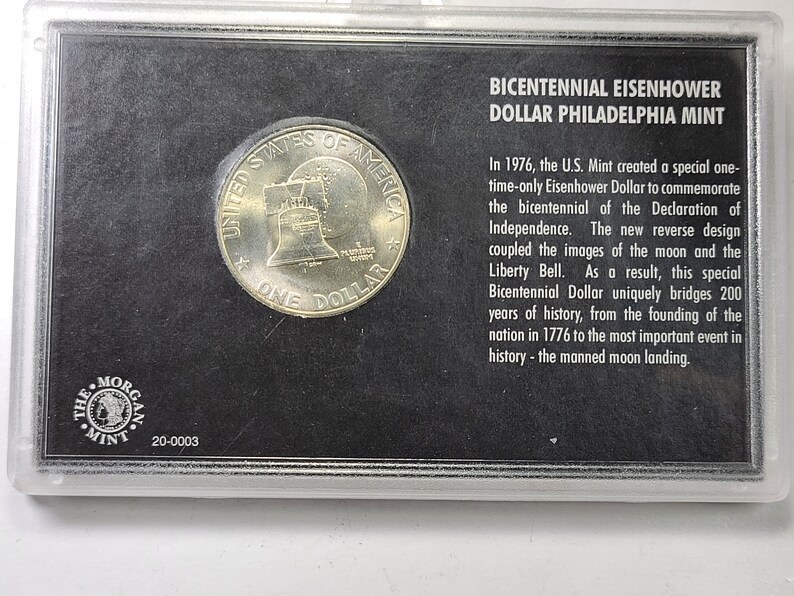 BICENTENNIAL EISENHOWER
DOLLAR PHILADELPHIA MINT
In 1976, the U.S. Mint created a special one-
time-only Eisenhower Dollar to commemorate
the bicentennial of the Declaration of
Independence. The new reverse design
coupled the images of the moon and the
Liberty Bell. As a result, this special
Bicentennial Dollar uniquely bridges 200
years of history, from the founding of the
nation in 1776 to the most important event in
history - the manned moon landing.
UNITED STATES OF AMERICA
E
PLURIBUS
UNUM
ONE DOLLAR
THE • MORGAN • MINT •
20-0003